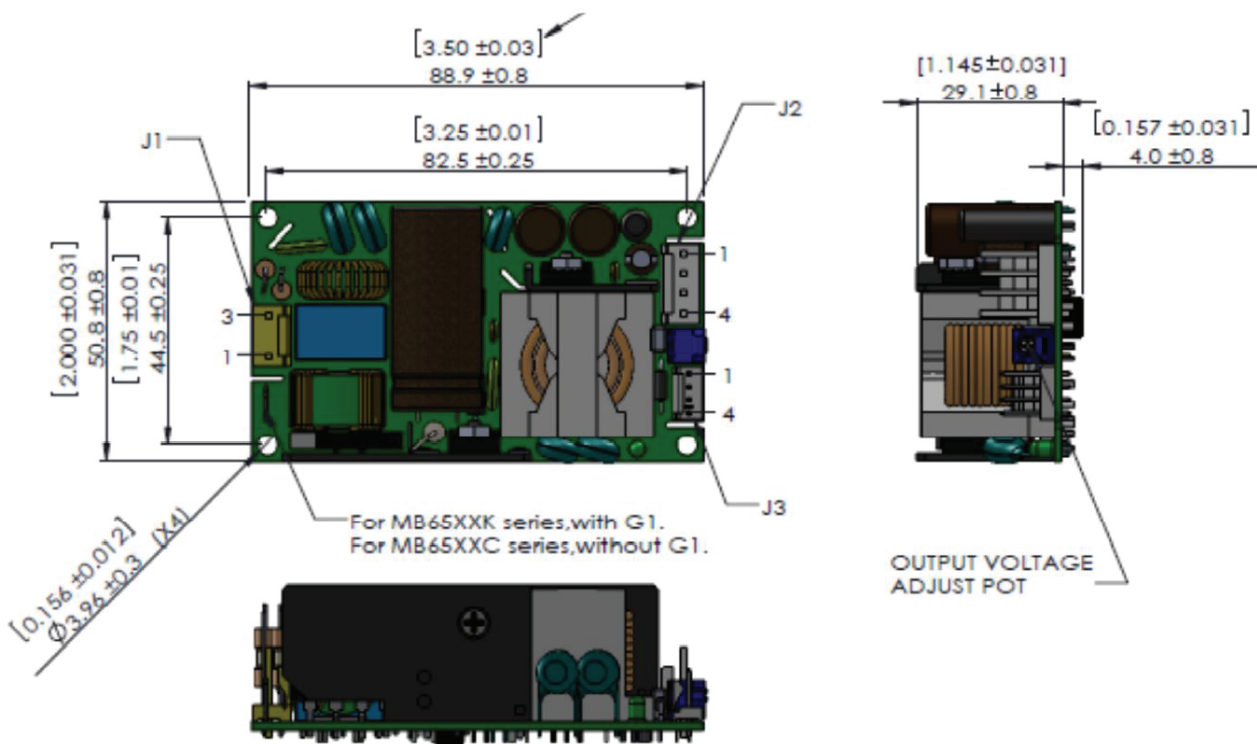 [3.50 ±0.03]
88.9 ±0.8
[1.145±0.031]
29.1±0.8
J1
[3.25 ±0.01]
82.5 ±0.25
J2
[0.157 ±0.031]
4.0 ±0.8
[2.000 ±0.031]
50.8 ±0.8
[1.75 ±0.01]
44.5 ±0.25
1
3
4
1
1
4
J3
For MB65XXK series,with G1.
For MB65XXC series,without G1.
[0.156 ±0.012]
Ø3.96 ±0.3 (X4)
OUTPUT VOLTAGE
ADJUST POT